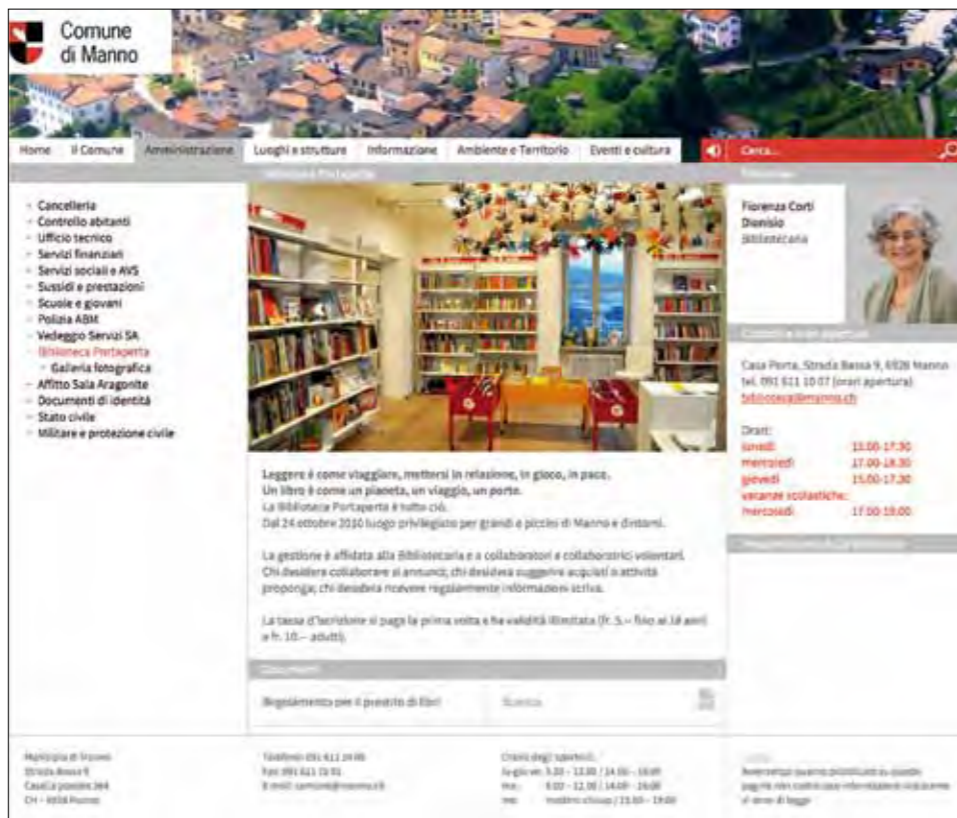 Comune
di Manno
Home Il Comune Amministrazione Luoghi e strutture Informazione Ambiente e Territorio Eventi e cultura Cerca...
Cancelleria
Controllo abitanti
Ufficio tecnico
Servizi finanziari
Servizi sociali e AVS
Sussidi e prestazioni
Scuole e giovani
Polizia ABM
Vedeggio Servizi SA
Biblioteca Portaperta
Galleria fotografica
Affitto Sala Aragonite
Documenti di identità
Stato civile
Militare e protezione civile
Leggere è come viaggiare, mettersi in relazione, in gioco, in pace.
Un libro è come un pianeta, un viaggio, un ponte.
La Biblioteca Portaperta è tutto ciò.
Dal 24 ottobre 2010 luogo privilegiato per grandi e piccini di Manno e dintorni.
La gestione è affidata alla Bibliotecaria e a collaboratori e collaboratrici volontari.
Chi desidera collaborare si annunci; chi desidera suggerire acquisti o attività
proponga; chi desidera ricevere regolarmente informazioni scriva.
La tassa d'iscrizione si paga la prima volta e ha validità illimitata (fr. 5.– fino ai 18 anni
e fr. 10.– adulti).
Documenti
Regolamento per il prestito di libri
Scarica
Fiorenza Corti
Dionisio
Bibliotecaria
Casa Porta, Strada Bassa 9, 6928 Manno
tel. 091 611 10 07 (orari apertura)
biblioteca@manno.ch
Orari:
lunedì 15.00-17.30
mercoledì 17.00-18.30
giovedì 15.00-17.30
vacanze scolastiche:
mercoledì 17.00-19.00
Strada Bassa 9
Casella postale